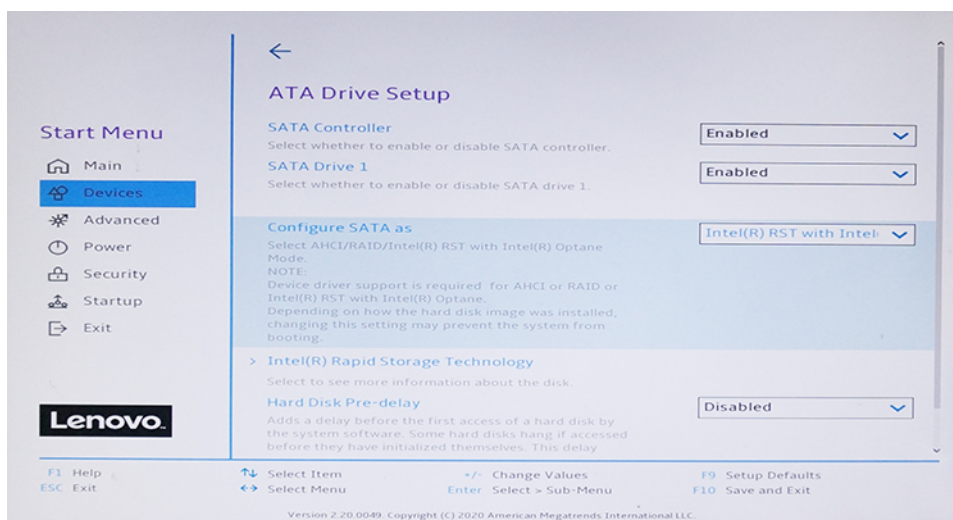 ATA Drive Setup
Start Menu
Main
Devices
Advanced
Power
Security
Startup
Exit
Lenovo.
SATA Controller
Enabled
Select whether to enable or disable SATA controller.
SATA Drive 1
Enabled
Select whether to enable or disable SATA drive 1.
Configure SATA as
Intel(R) RST with Intel
Select AHCI/RAID/Intel(R) RST with Intel(R) Optane
Mode.
NOTE:
Device driver support is required for AHCI or RAID or
Intel(R) RST with Intel(R) Optane.
Depending on how the hard disk image was installed,
changing this setting may prevent the system from
booting.
> Intel(R) Rapid Storage Technology
Select to see more information about the disk.
Hard Disk Pre-delay
Disabled
Adds a delay before the first access of a hard disk by
the system software. Some hard disks hang if accessed
before they have initialized themselves. This delay
F1 Help
ESC Exit
↑↓ Select Item
↔ Select Menu
+/- Change Values
Enter Select > Sub-Menu
F9 Setup Defaults
F10 Save and Exit
Version 2.20.0049. Copyright (C) 2020 American Megatrends International LLC.